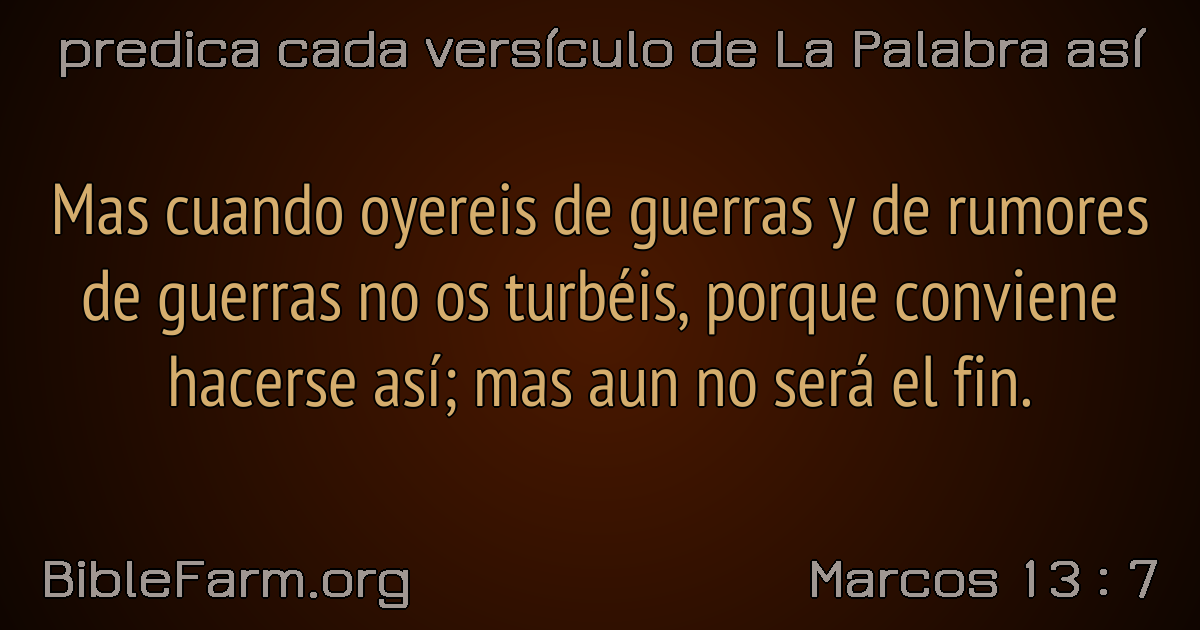 predica cada versículo de La Palabra así
Mas cuando oyereis de guerras y de rumores
de guerras no os turbéis, porque conviene
hacerse así; mas aun no será el fin.
BibleFarm.org
Marcos 13 : 7